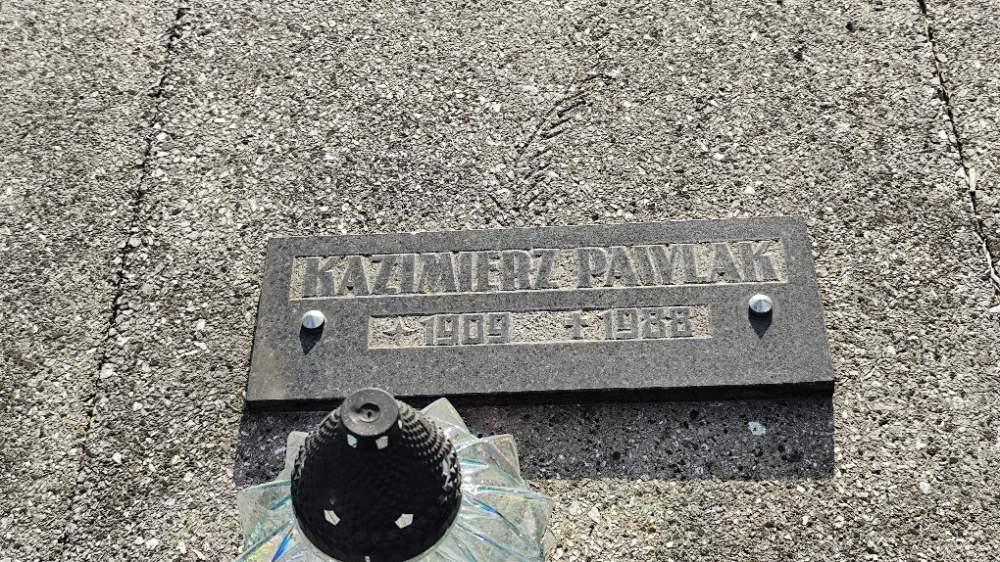 KAZIMIERZ PAWLAK
☆ 1909 ✝ 1988